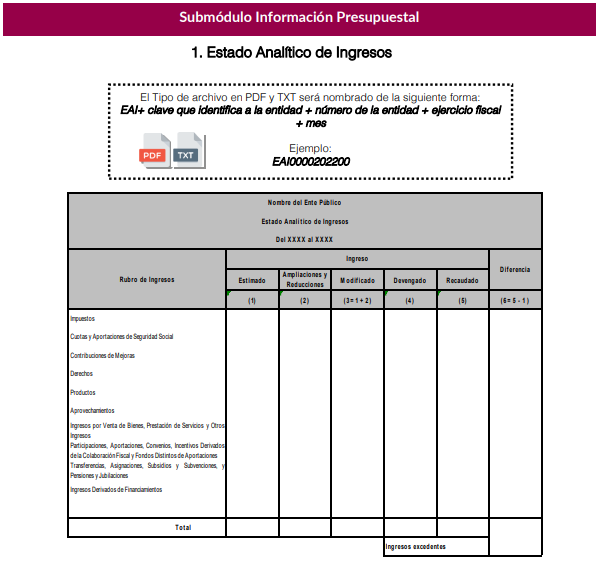 Submódulo Información Presupuestal
1. Estado Analítico de Ingresos
El Tipo de archivo en PDF y TXT será nombrado de la siguiente forma:
EAI+ clave que identifica a la entidad + número de la entidad + ejercicio fiscal
+ mes
PDF TXT
Ejemplo:
EAI0000202200
Nombre del Ente Público
Estado Analítico de Ingresos
Del XXXX al XXXX
Rubro de Ingresos
Ingreso
Diferencia
Estimado
Ampliaciones y
Reducciones
Modificado
Devengado
Recaudado
(1) (2) (3= 1 + 2) (4) (5) (6= 5 - 1)
Impuestos
Cuotas y Aportaciones de Seguridad Social
Contribuciones de Mejoras
Derechos
Productos
Aprovechamientos
Ingresos por Venta de Bienes, Prestación de Servicios y Otros
Ingresos
Participaciones, Aportaciones, Convenios, Incentivos Derivados
de la Colaboración Fiscal y Fondos Distintos de Aportaciones
Transferencias, Asignaciones, Subsidios y Subvenciones, y
Pensiones y Jubilaciones
Ingresos Derivados de Financiamientos
Total
Ingresos excedentes